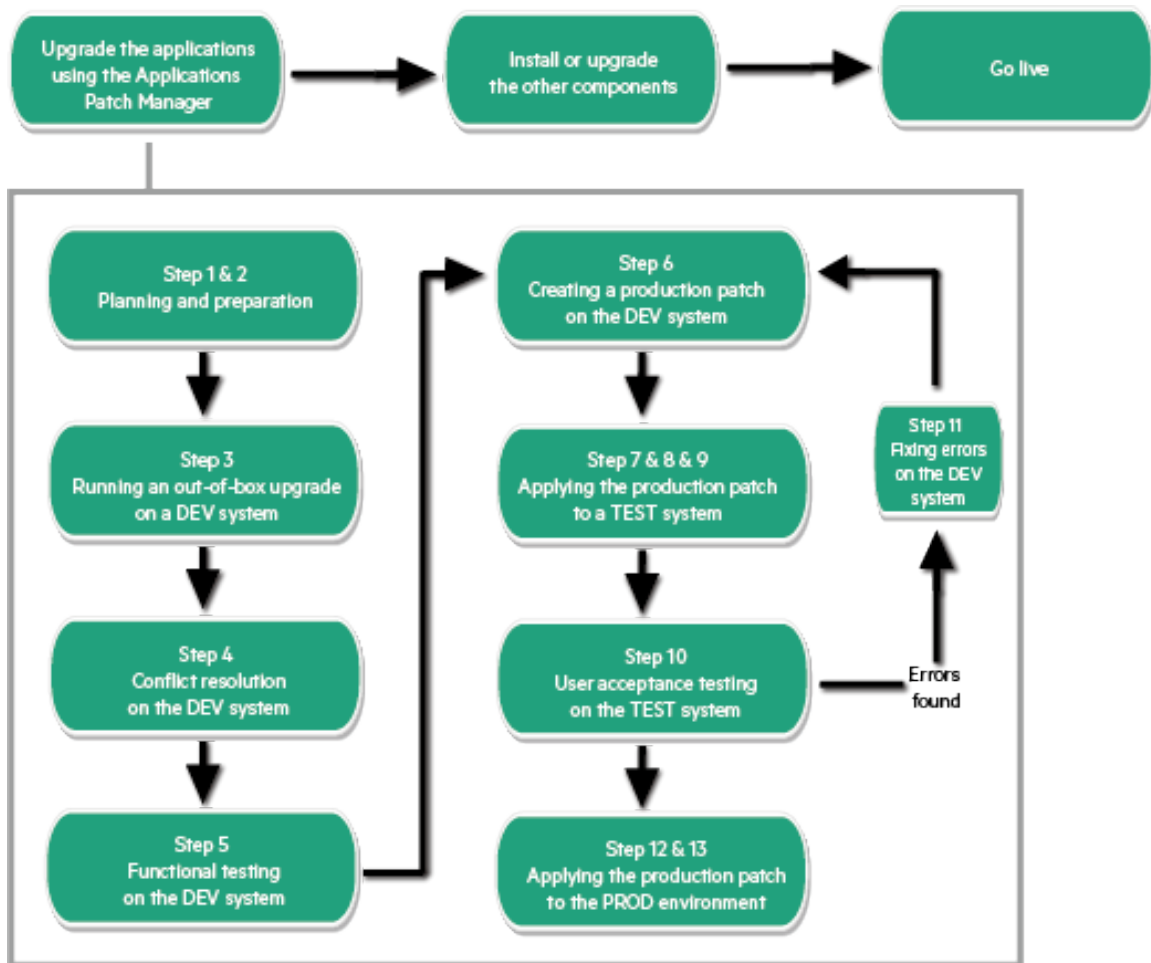 Upgrade the applications
using the Applications
Patch Manager
Install or upgrade
the other components
Go live
Step 1 & 2
Planning and preparation
Step 3
Running an out-of-box upgrade
on a DEV system
Step 4
Conflict resolution
on the DEV system
Step 5
Functional testing
on the DEV system
Step 6
Creating a production patch
on the DEV system
Step 7 & 8 & 9
Applying the production patch
to a TEST system
Step 10
User acceptance testing
on the TEST system
Errors
found
Step 11
Fixing errors
on the DEV
system
Step 12 & 13
Applying the production patch
to the PROD environment